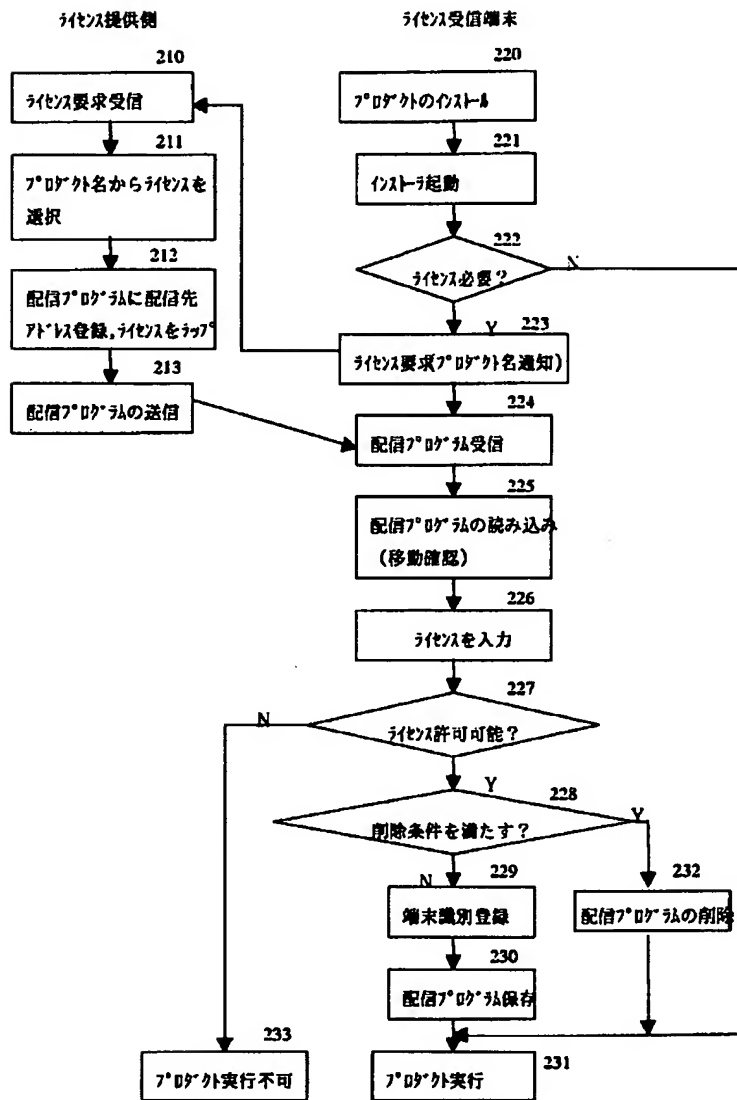 ライセンス提供側
ライセンス受信端末
210
ライセンス要求受信
211
プロダクト名からライセンスを
選択
212
配信プログラムに配信先
アドレス登録。ライセンスをラップ
213
配信プログラムの送信
220
プロダクトのインストール
221
インストーラ起動
222
ライセンス必要?
N
Y
223
ライセンス要求(プロダクト名通知)
224
配信プログラム受信
225
配信プログラムの読み込み
(移動確認)
226
ライセンスを入力
227
ライセンス許可可能?
N
Y
228
削除条件を満たす?
Y
N
229
端末識別登録
230
配信プログラム保存
232
配信プログラムの削除
233
プロダクト実行不可
231
プロダクト実行